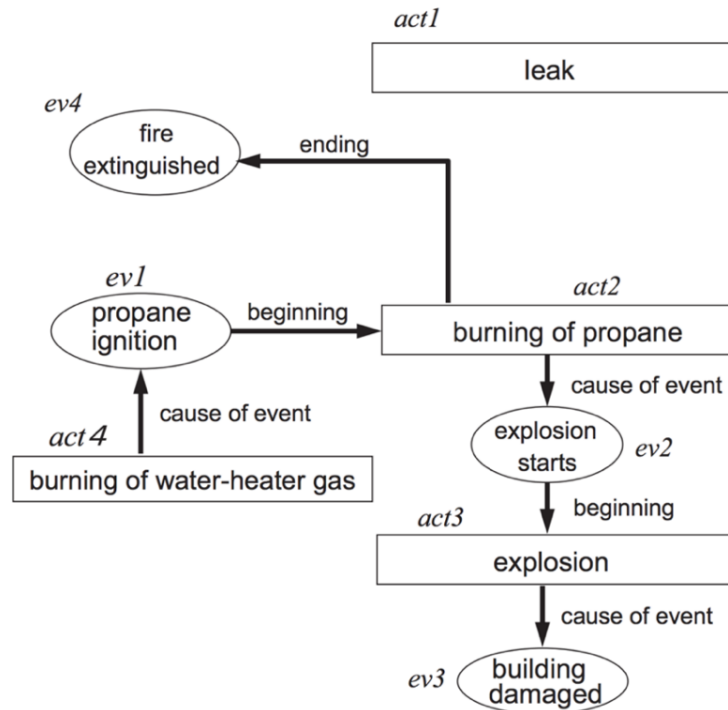 act1
leak
ev4
fire
extinguished
ending
ev1
propane
ignition
beginning
act2
burning of propane
cause of event
cause of event
act4
burning of water-heater gas
explosion
starts
ev2
beginning
act3
explosion
cause of event
ev3
building
damaged